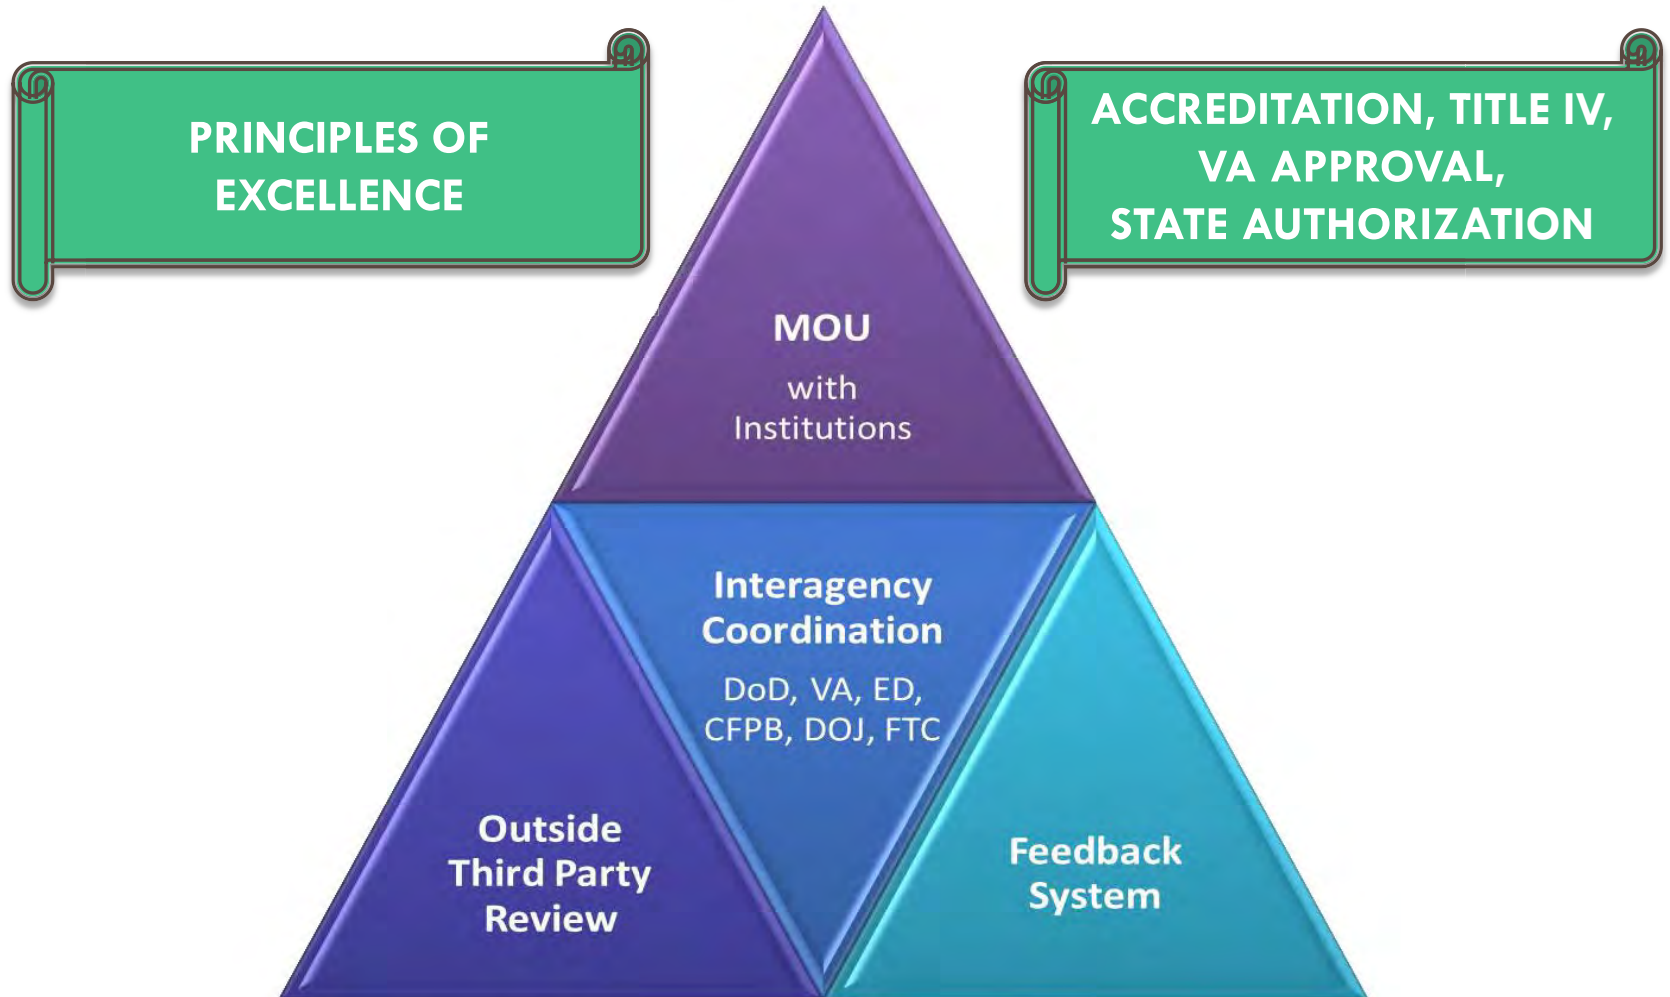 PRINCIPLES OF
EXCELLENCE
ACCREDITATION, TITLE IV,
VA APPROVAL,
STATE AUTHORIZATION
MOU
with
Institutions
Interagency
Coordination
DoD, VA, ED,
CFPB, DOJ, FTC
Outside
Third Party
Review
Feedback
System